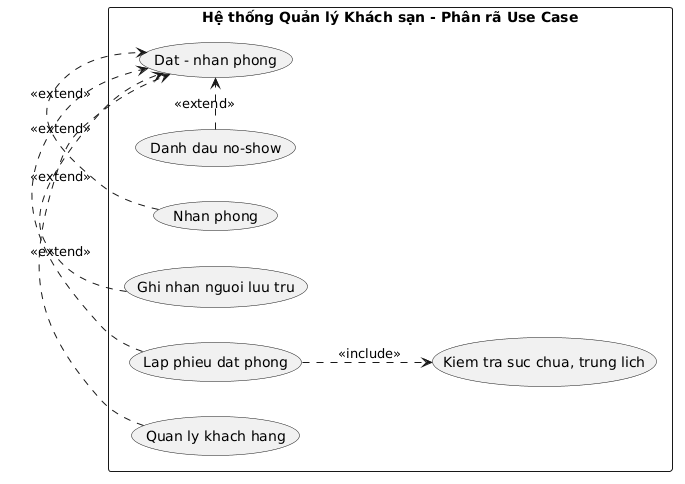 Hệ thống Quản lý Khách sạn - Phân rã Use Case
Dat - nhan phong
«extend»
«extend»
Danh dau no-show
«extend»
«extend»
Nhan phong
«extend»
Ghi nhan nguoi luu tru
Lap phieu dat phong
«include»
Kiem tra suc chua, trung lich
Quan ly khach hang